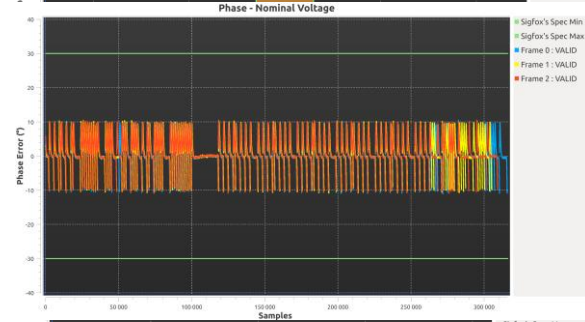 Phase - Nominal Voltage
40
30
20
10
0
-10
-20
-30
-40
Phase Error (°)
0
50 000
100 000
150 000
200 000
250 000
300 000
Samples
Sigfox's Spec Min
Sigfox's Spec Max
Frame 0 : VALID
Frame 1 : VALID
Frame 2 : VALID